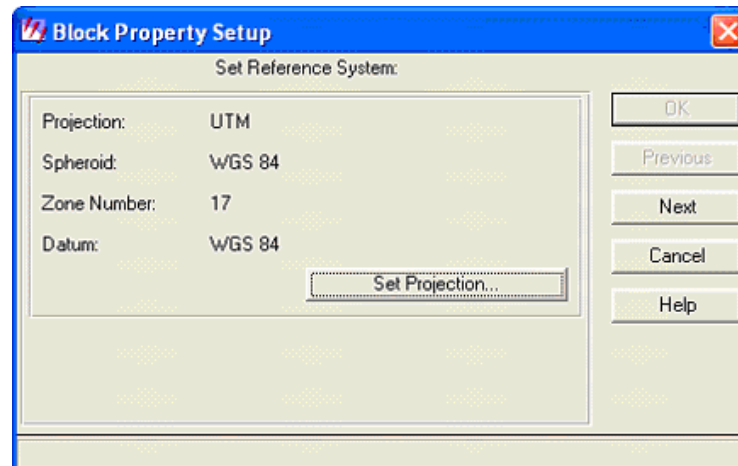 Block Property Setup
Set Reference System:
Projection: UTM
Spheroid: WGS 84
Zone Number: 17
Datum: WGS 84
Set Projection...
OK
Previous
Next
Cancel
Help